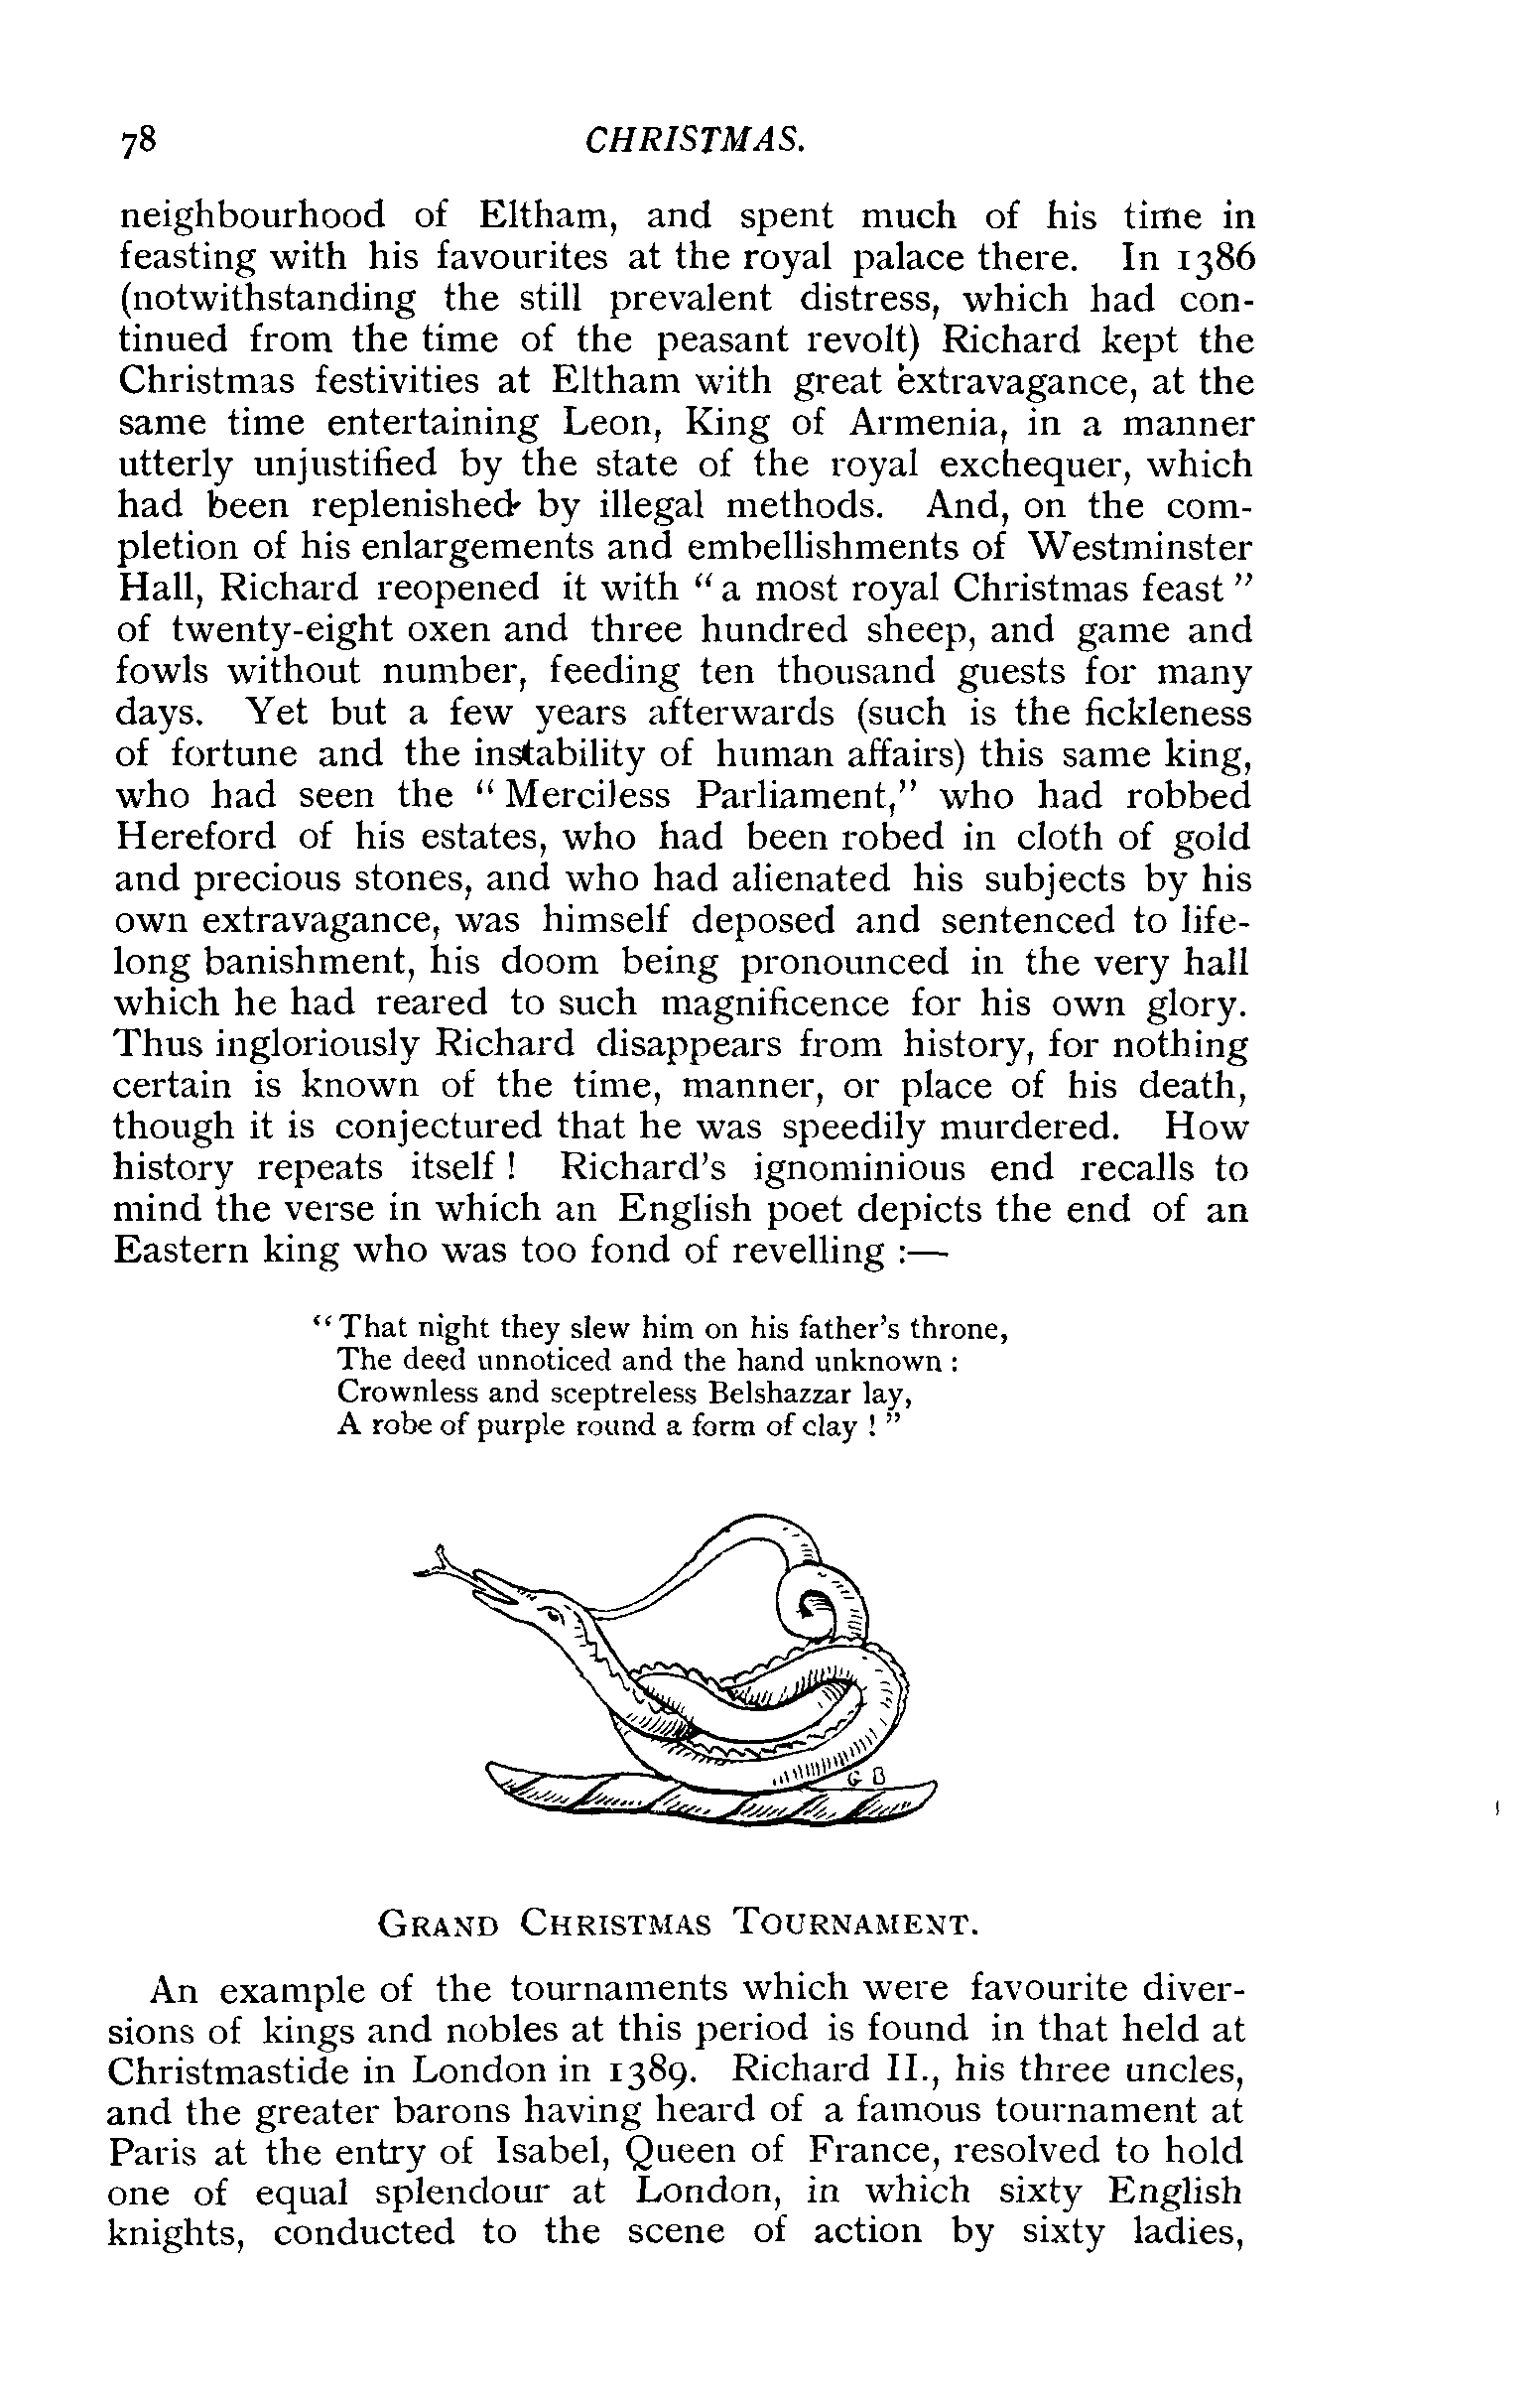 78 CHRISTMAS.
neighbourhood of Eltham, and spent much of his time in
feasting with his favourites at the royal palace there. In 1386
(notwithstanding the still prevalent distress, which had con-
tinued from the time of the peasant revolt) Richard kept the
Christmas festivities at Eltham with great extravagance, at the
same time entertaining Leon, King of Armenia, in a manner
utterly unjustified by the state of the royal exchequer, which
had been replenished by illegal methods. And, on the com-
pletion of his enlargements and embellishments of Westminster
Hall, Richard reopened it with “a most royal Christmas feast”
of twenty-eight oxen and three hundred sheep, and game and
fowls without number, feeding ten thousand guests for many
days. Yet but a few years afterwards (such is the fickleness
of fortune and the instability of human affairs) this same king,
who had seen the “Merciless Parliament,” who had robbed
Hereford of his estates, who had been robed in cloth of gold
and precious stones, and who had alienated his subjects by his
own extravagance, was himself deposed and sentenced to life-
long banishment, his doom being pronounced in the very hall
which he had reared to such magnificence for his own glory.
Thus ingloriously Richard disappears from history, for nothing
certain is known of the time, manner, or place of his death,
though it is conjectured that he was speedily murdered. How
history repeats itself! Richard’s ignominious end recalls to
mind the verse in which an English poet depicts the end of an
Eastern king who was too fond of revelling:—
“That night they slew him on his father’s throne,
The deed unnoticed and the hand unknown:
Crownless and sceptreless Belshazzar lay,
A robe of purple round a form of clay!”
G B
GRAND CHRISTMAS TOURNAMENT.
An example of the tournaments which were favourite diver-
sions of kings and nobles at this period is found in that held at
Christmastide in London in 1389. Richard II., his three uncles,
and the greater barons having heard of a famous tournament at
Paris at the entry of Isabel, Queen of France, resolved to hold
one of equal splendour at London, in which sixty English
knights, conducted to the scene of action by sixty ladies,